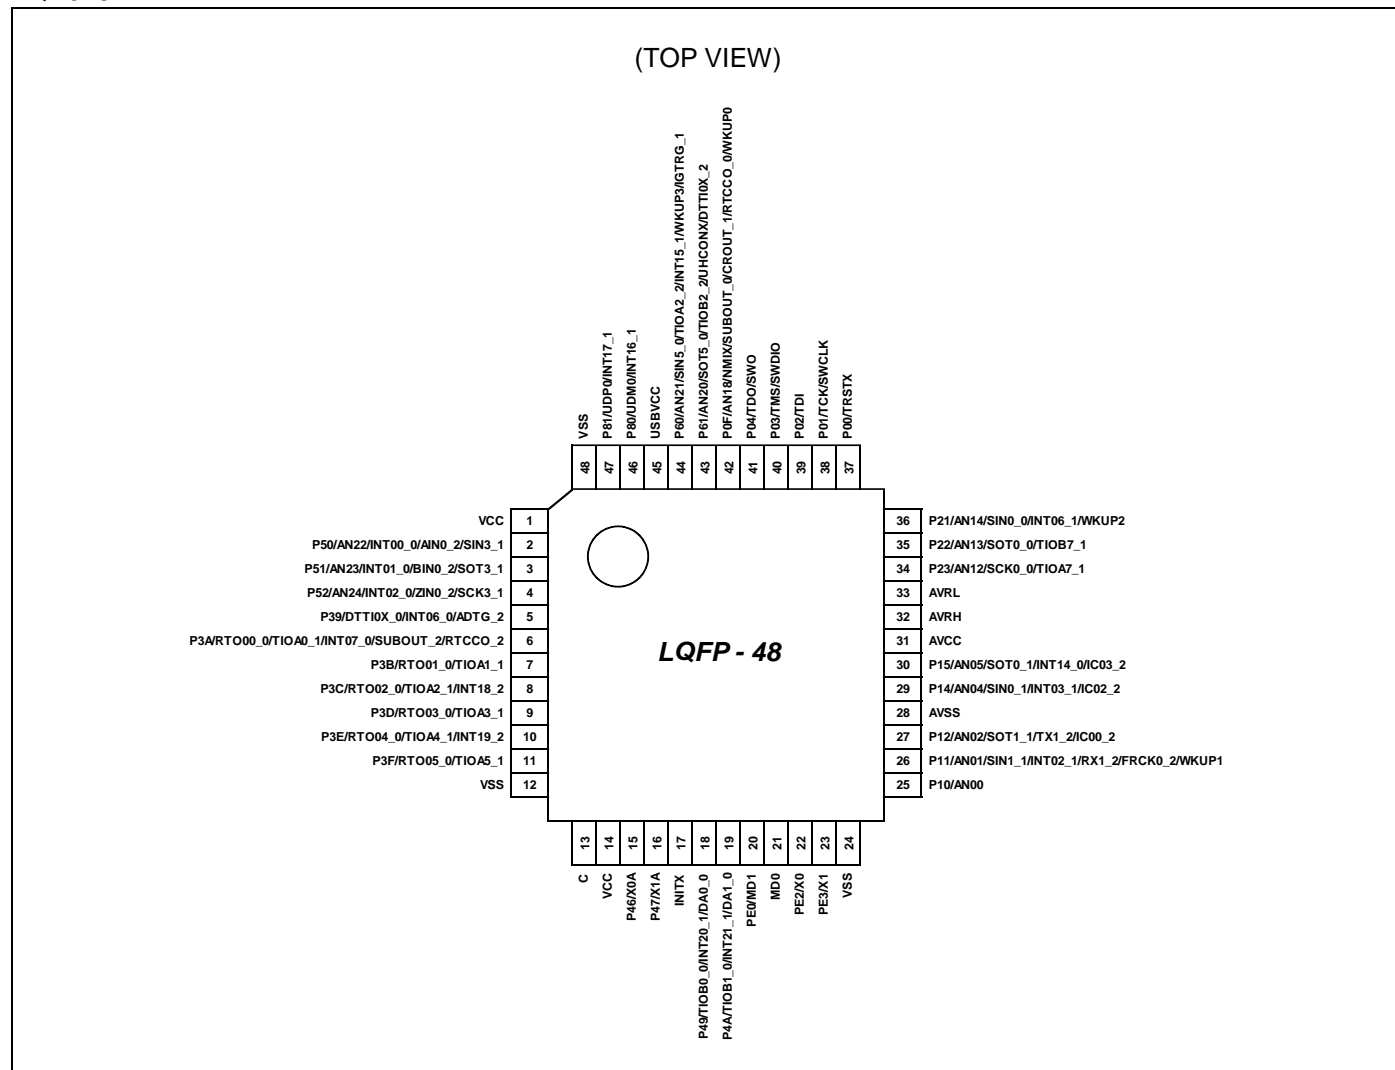 (TOP VIEW)
VSS
P81/UDP0/INT17_1
P80/UDM0/INT16_1
USBVCC
P60/AN21/SIN5_0/TIOA2_2/INT15_1/WKUP3/IGTRG_1
P61/AN20/SOT5_0/TIOB2_2/UHCONX/DTTI0X_2
P0F/AN18/NMIX/SUBOUT_0/CROUT_1/RTCCO_0/WKUP0
P04/TDO/SWO
P03/TMS/SWDIO
P02/TDI
P01/TCK/SWCLK
P00/TRSTX
48
47
46
45
44
43
42
41
40
39
38
37
VCC 1
P50/AN22/INT00_0/AIN0_2/SIN3_1 2
P51/AN23/INT01_0/BIN0_2/SOT3_1 3
P52/AN24/INT02_0/ZIN0_2/SCK3_1 4
P39/DTTI0X_0/INT06_0/ADTG_2 5
P3A/RTO00_0/TIOA0_1/INT07_0/SUBOUT_2/RTCCO_2 6
P3B/RTO01_0/TIOA1_1 7
P3C/RTO02_0/TIOA2_1/INT18_2 8
P3D/RTO03_0/TIOA3_1 9
P3E/RTO04_0/TIOA4_1/INT19_2 10
P3F/RTO05_0/TIOA5_1 11
VSS 12
LQFP - 48
36 P21/AN14/SIN0_0/INT06_1/WKUP2
35 P22/AN13/SOT0_0/TIOB7_1
34 P23/AN12/SCK0_0/TIOA7_1
33 AVRL
32 AVRH
31 AVCC
30 P15/AN05/SOT0_1/INT14_0/IC03_2
29 P14/AN04/SIN0_1/INT03_1/IC02_2
28 AVSS
27 P12/AN02/SOT1_1/TX1_2/IC00_2
26 P11/AN01/SIN1_1/INT02_1/RX1_2/FRCK0_2/WKUP1
25 P10/AN00
13
14
15
16
17
18
19
20
21
22
23
24
C
VCC
P46/X0A
P47/X1A
INITX
P49/TIOB0_0/INT20_1/DA0_0
P4A/TIOB1_0/INT21_1/DA1_0
PE0/MD1
MD0
PE2/X0
PE3/X1
VSS